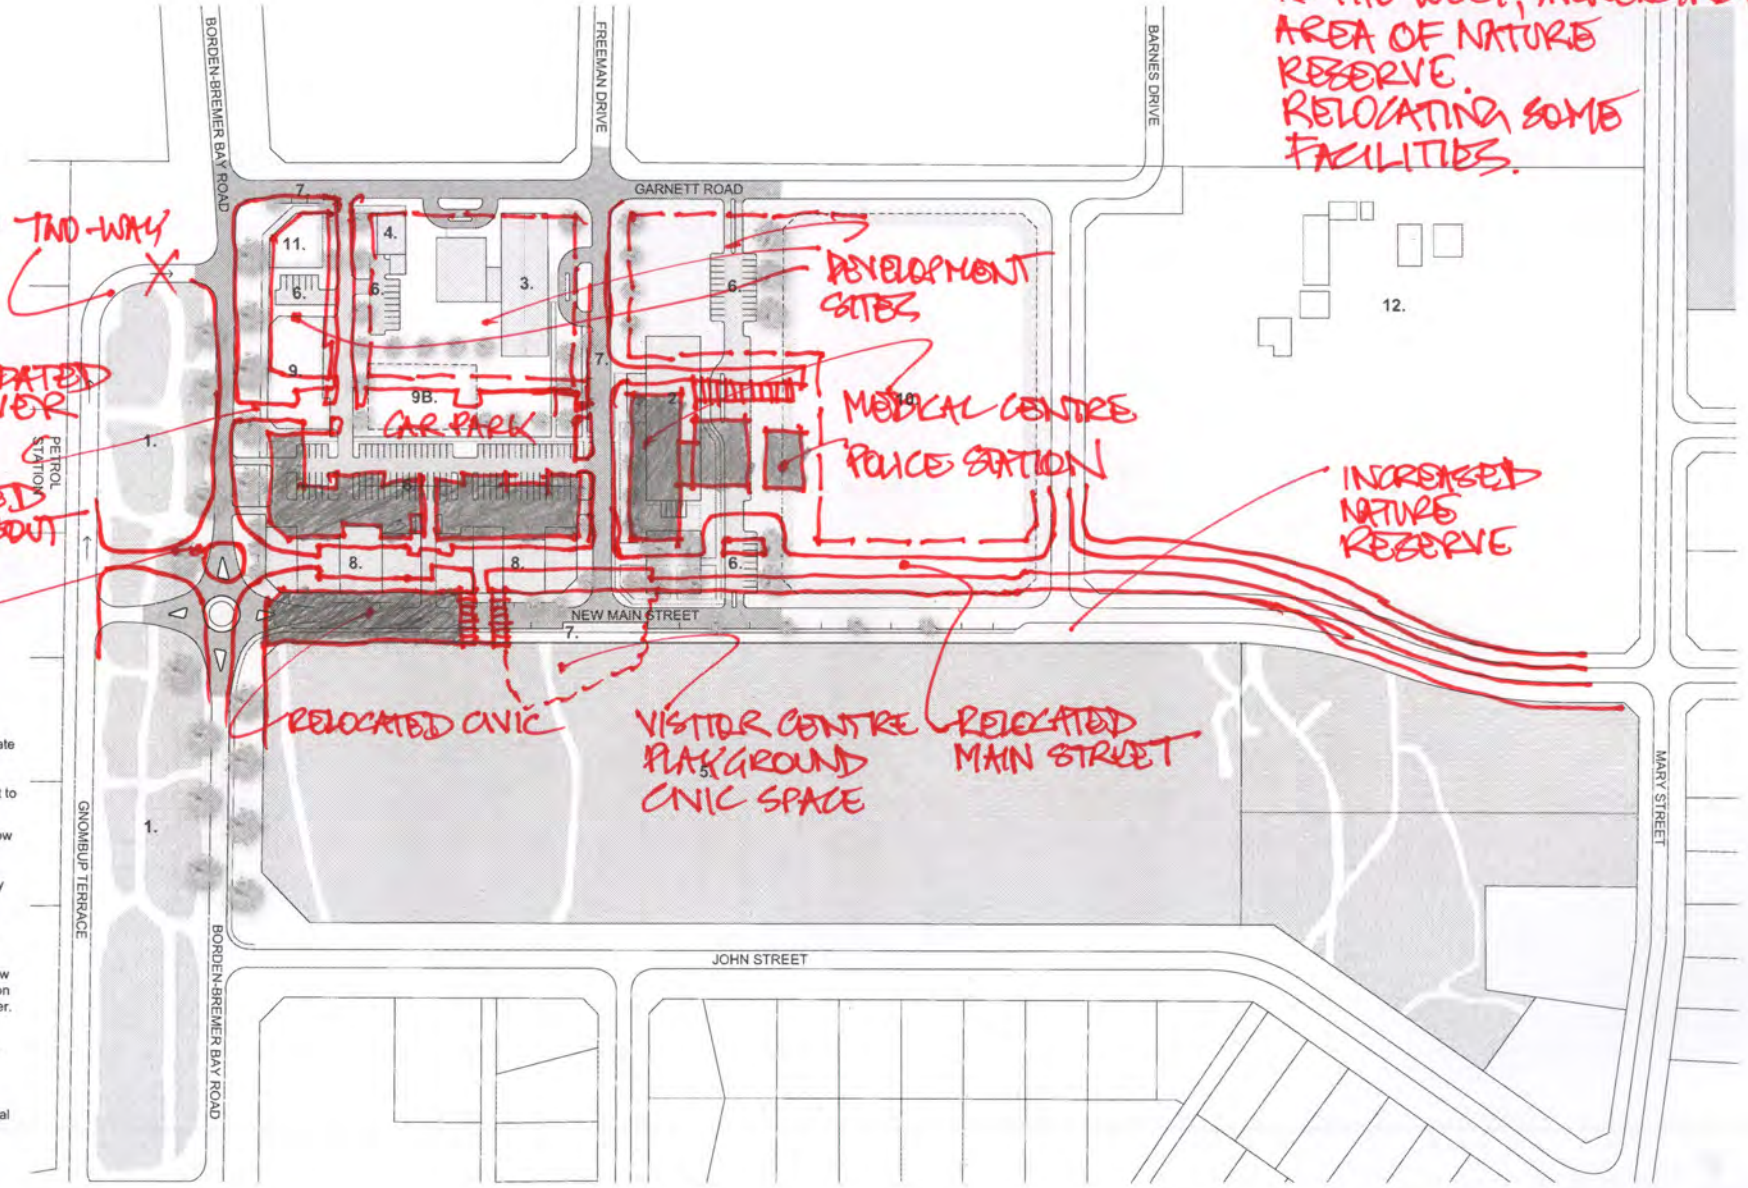 AREA OF NATURE
RESERVE.
RELOCATING SOME
FACILITIES.
BORDEN-BREMER BAY ROAD
FREEMAN DRIVE
BARNES DRIVE
GARNETT ROAD
7.
TWO-WAY
11.
4.
6.
6.
3.
6.
DEVELOPMENT
SITES
12.
9.
7.
9B.
CAR PARK
2.
10.
MEDICAL CENTRE
POLICE STATION
PETROL
STATION
1.
INCREASED
NATURE
RESERVE
8.
8.
6.
NEW MAIN STREET
7.
RELOCATED CIVIC
VISITOR CENTRE
PLAYGROUND
CIVIC SPACE
5.
RELOCATED
MAIN STREET
1.
GNOMBUP TERRACE
MARY STREET
BORDEN-BREMER BAY ROAD
JOHN STREET